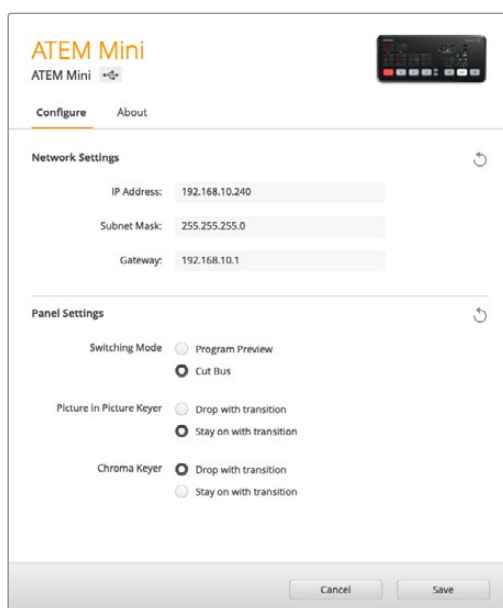 ATEM Mini
ATEM Mini
Configure About
Network Settings
IP Address: 192.168.10.240
Subnet Mask: 255.255.255.0
Gateway: 192.168.10.1
Panel Settings
Switching Mode Program Preview
Cut Bus
Picture in Picture Keyer Drop with transition
Stay on with transition
Chroma Keyer Drop with transition
Stay on with transition
Cancel Save